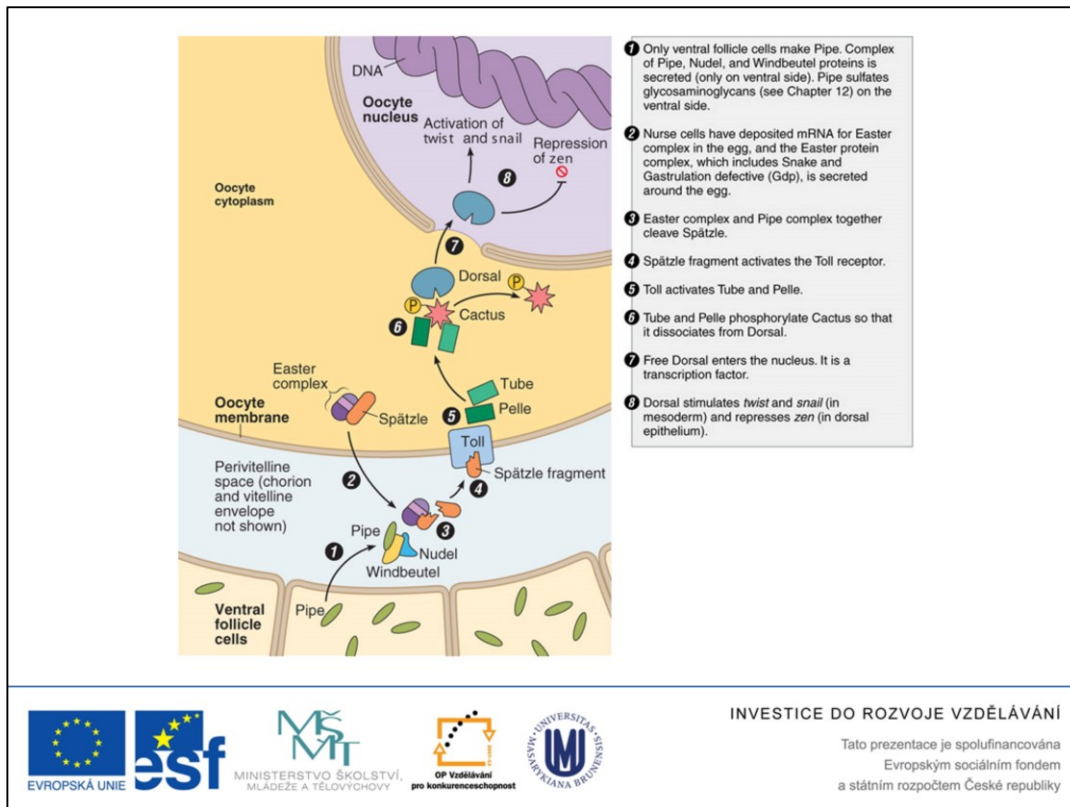 DNA
Oocyte
nucleus
Activation of
twist and snail
Repression
of zen
8
Oocyte
cytoplasm
7
Dorsal
P
P
Cactus
6
Easter
complex
Tube
Oocyte
membrane
Spätzle
5
Pelle
Toll
Perivitelline
space (chorion
and vitelline
envelope
not shown)
2
Spätzle fragment
4
3
Pipe
1
Nudel
Windbeutel
Ventral
follicle
cells
Pipe
1 Only ventral follicle cells make Pipe. Complex
of Pipe, Nudel, and Windbeutel proteins is
secreted (only on ventral side). Pipe sulfates
glycosaminoglycans (see Chapter 12) on the
ventral side.
2 Nurse cells have deposited mRNA for Easter
complex in the egg, and the Easter protein
complex, which includes Snake and
Gastrulation defective (Gdp), is secreted
around the egg.
3 Easter complex and Pipe complex together
cleave Spätzle.
4 Spätzle fragment activates the Toll receptor.
5 Toll activates Tube and Pelle.
6 Tube and Pelle phosphorylate Cactus so that
it dissociates from Dorsal.
7 Free Dorsal enters the nucleus. It is a
transcription factor.
8 Dorsal stimulates twist and snail (in
mesoderm) and represses zen (in dorsal
epithelium).
EVROPSKÁ UNIE
esf
MŠMT
MINISTERSTVO ŠKOLSTVÍ,
MLÁDEŽE A TĚLOVÝCHOVY
OP Vzdělávání
pro konkurenceschopnost
UNIVERSITAS
MASARYKIANA BRUNENSIS
INVESTICE DO ROZVOJE VZDĚLÁVÁNÍ
Tato prezentace je spolufinancována
Evropským sociálním fondem
a státním rozpočtem České republiky